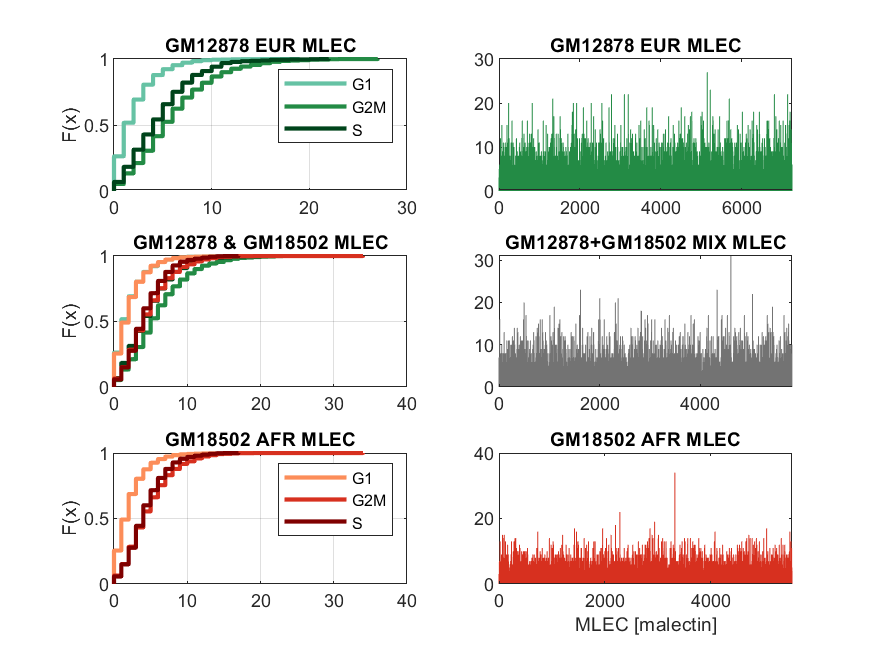 GM12878 EUR MLEC
F(x)
1
0.5
0
0
10
20
30
G1
G2M
S
GM12878 EUR MLEC
30
20
10
0
0
2000
4000
6000
GM12878 & GM18502 MLEC
F(x)
1
0.5
0
0
10
20
30
40
GM12878+GM18502 MIX MLEC
30
20
10
0
0
2000
4000
GM18502 AFR MLEC
F(x)
1
0.5
0
0
10
20
30
40
G1
G2M
S
GM18502 AFR MLEC
40
20
0
0
2000
4000
MLEC [malectin]